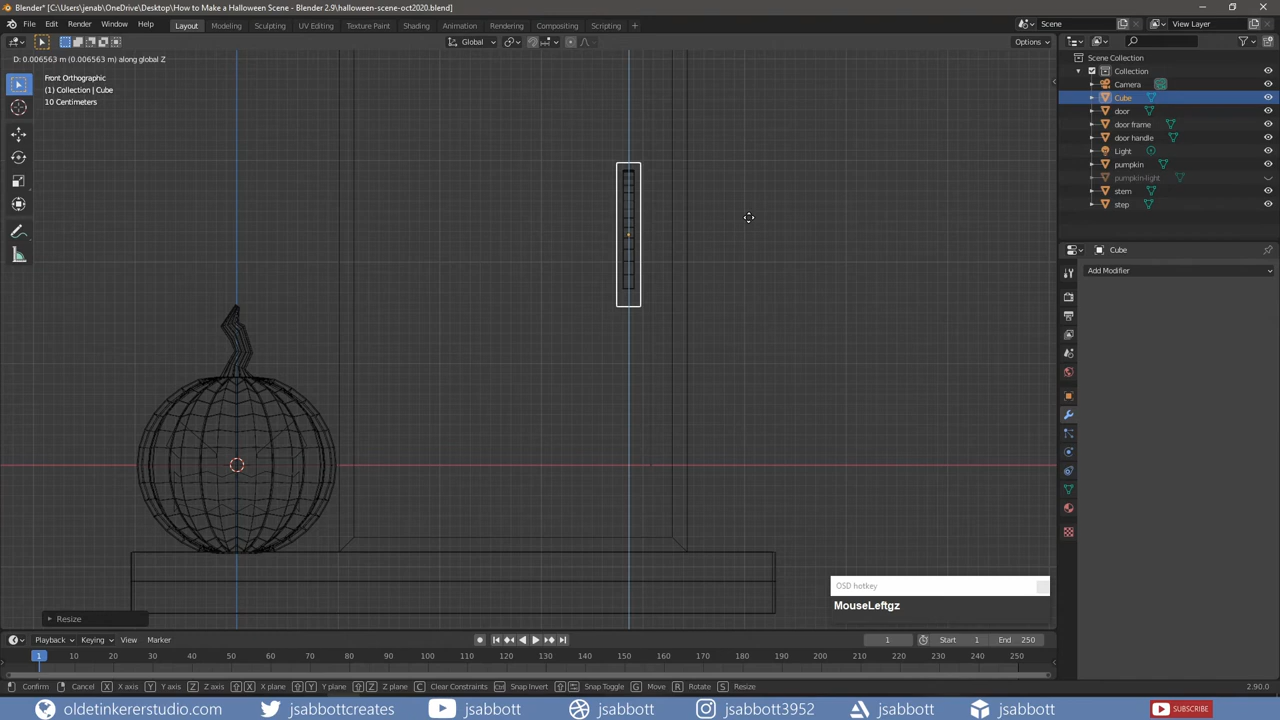 Blender* [C:\Users\jenab\OneDrive\Desktop\How to Make a Halloween Scene - Blender 2.9\halloween-scene-oct2020.blend]
File Edit Render Window Help Layout Modeling Sculpting UV Editing Texture Paint Shading Animation Rendering Compositing Scripting + Scene View Layer
Global Options
D: 0.006563 m (0.006563 m) along global Z
Front Orthographic
(1) Collection | Cube
10 Centimeters
Scene Collection
Collection
Camera
Cube
door
door frame
door handle
Light
pumpkin
pumpkin-light
stem
step
Cube
Add Modifier
OSD hotkey
MouseLeftgz
Resize
Playback Keying View Marker 1 Start 1 End 250
1 10 20 30 40 50 60 70 80 90 100 110 120 130 140 150 160 170 180 190 200 210 220 230 240 250
Confirm Cancel X X axis Y Y axis Z Z axis X X plane Y Y plane Z Z plane C Clear Constraints Ctrl Snap Invert Snap Toggle G Move R Rotate S Resize 2.90.0
oldetinkererstudio.com jsabbottcreates jsabbott jsabbott jsabbott3952 jsabbott jsabbott SUBSCRIBE